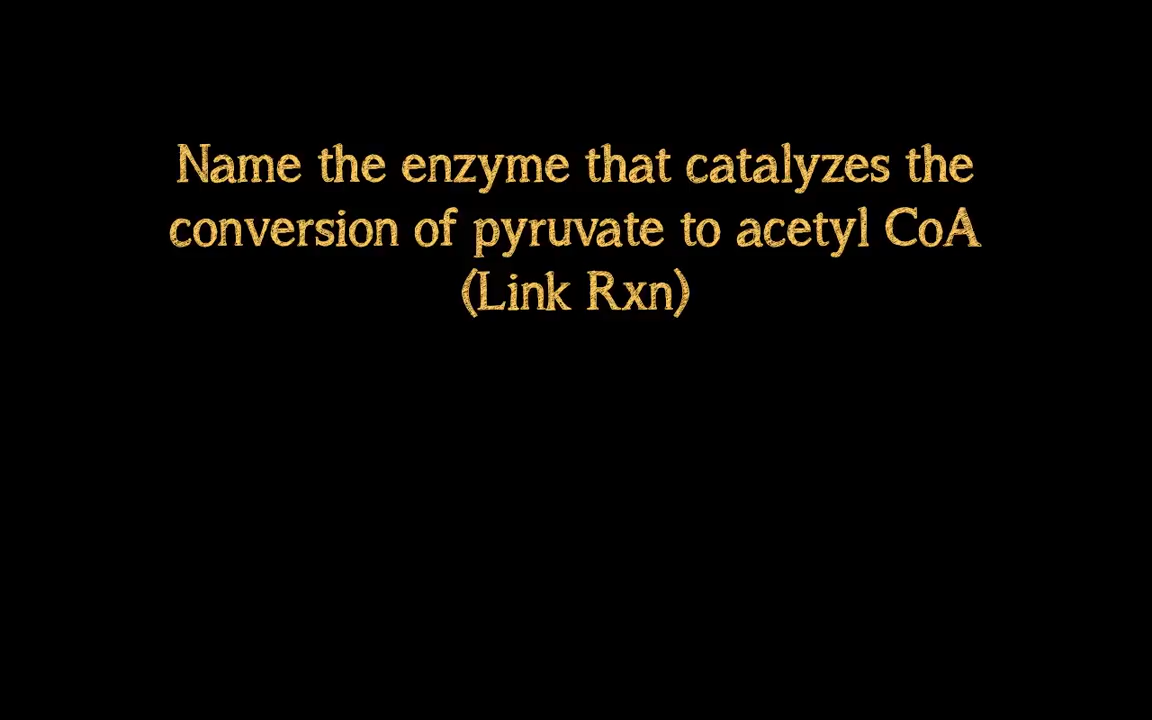 Name the enzyme that catalyzes the
conversion of pyruvate to acetyl CoA
(Link Rxn)